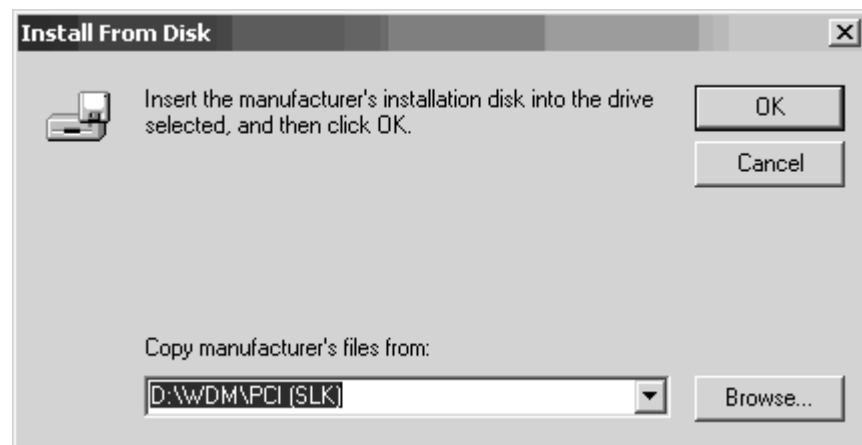 Install From Disk
Insert the manufacturer's installation disk into the drive
selected, and then click OK.
OK
Cancel
Copy manufacturer's files from:
D:\WDM\PCI (SLK)
Browse...